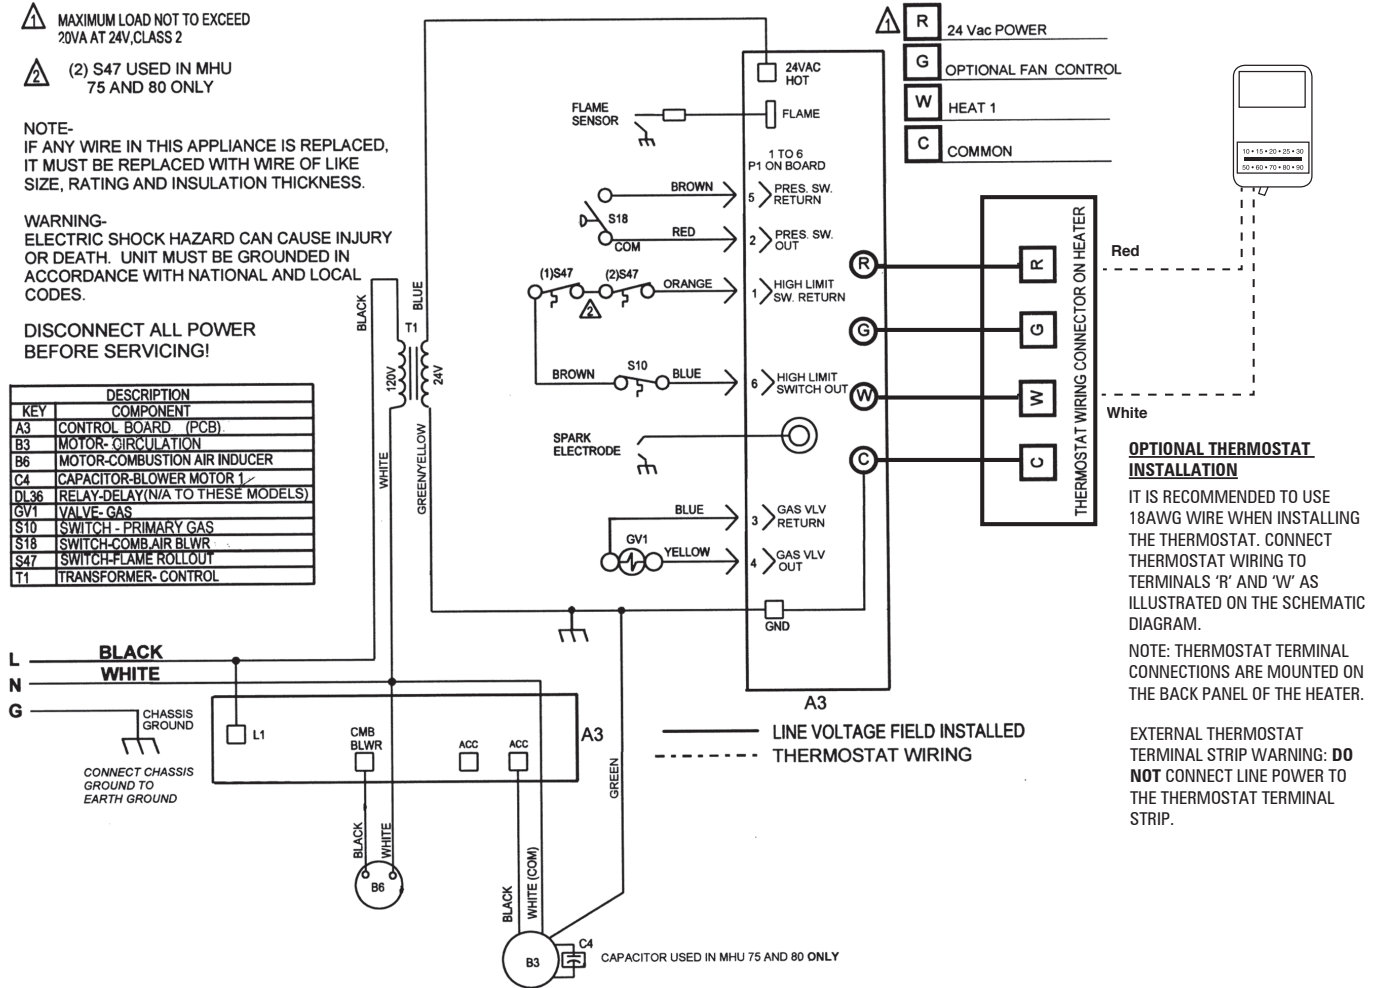 1
MAXIMUM LOAD NOT TO EXCEED
20VA AT 24V,CLASS 2
2
(2) S47 USED IN MHU
75 AND 80 ONLY
NOTE-
IF ANY WIRE IN THIS APPLIANCE IS REPLACED,
IT MUST BE REPLACED WITH WIRE OF LIKE
SIZE, RATING AND INSULATION THICKNESS.
WARNING-
ELECTRIC SHOCK HAZARD CAN CAUSE INJURY
OR DEATH. UNIT MUST BE GROUNDED IN
ACCORDANCE WITH NATIONAL AND LOCAL
CODES.
DISCONNECT ALL POWER
BEFORE SERVICING!
DESCRIPTION
KEY COMPONENT
A3 CONTROL BOARD (PCB)
B3 MOTOR- CIRCULATION
B6 MOTOR-COMBUSTION AIR INDUCER
C4 CAPACITOR-BLOWER MOTOR 1
DL36 RELAY-DELAY(N/A TO THESE MODELS)
GV1 VALVE- GAS
S10 SWITCH - PRIMARY GAS
S18 SWITCH-COMB.AIR BLWR
S47 SWITCH-FLAME ROLLOUT
T1 TRANSFORMER- CONTROL
BLACK
BLUE
T1
120V
24V
WHITE
GREEN/YELLOW
L BLACK
N WHITE
G
CHASSIS
GROUND
CONNECT CHASSIS
GROUND TO
EARTH GROUND
L1
CMB
BLWR
ACC
ACC
A3
BLACK
WHITE
B6
BLACK
WHITE (COM)
GREEN
B3
C4
CAPACITOR USED IN MHU 75 AND 80 ONLY
24VAC
HOT
FLAME
SENSOR
FLAME
1 TO 6
P1 ON BOARD
BROWN
5
PRES. SW.
RETURN
S18
RED
COM
2
PRES. SW.
OUT
(1)S47
(2)S47
2
ORANGE
1
HIGH LIMIT
SW. RETURN
BROWN
S10
BLUE
6
HIGH LIMIT
SWITCH OUT
SPARK
ELECTRODE
BLUE
3
GAS VLV
RETURN
GV1
YELLOW
4
GAS VLV
OUT
GND
A3
R
G
W
C
LINE VOLTAGE FIELD INSTALLED
THERMOSTAT WIRING
1
R 24 Vac POWER
G OPTIONAL FAN CONTROL
W HEAT 1
C COMMON
R
G
W
C
THERMOSTAT WIRING CONNECTOR ON HEATER
10 • 15 • 20 • 25 • 30
50 • 60 • 70 • 80 • 90
Red
White
OPTIONAL THERMOSTAT
INSTALLATION
IT IS RECOMMENDED TO USE
18AWG WIRE WHEN INSTALLING
THE THERMOSTAT. CONNECT
THERMOSTAT WIRING TO
TERMINALS ‘R’ AND ‘W’ AS
ILLUSTRATED ON THE SCHEMATIC
DIAGRAM.
NOTE: THERMOSTAT TERMINAL
CONNECTIONS ARE MOUNTED ON
THE BACK PANEL OF THE HEATER.
EXTERNAL THERMOSTAT
TERMINAL STRIP WARNING: DO
NOT CONNECT LINE POWER TO
THE THERMOSTAT TERMINAL
STRIP.